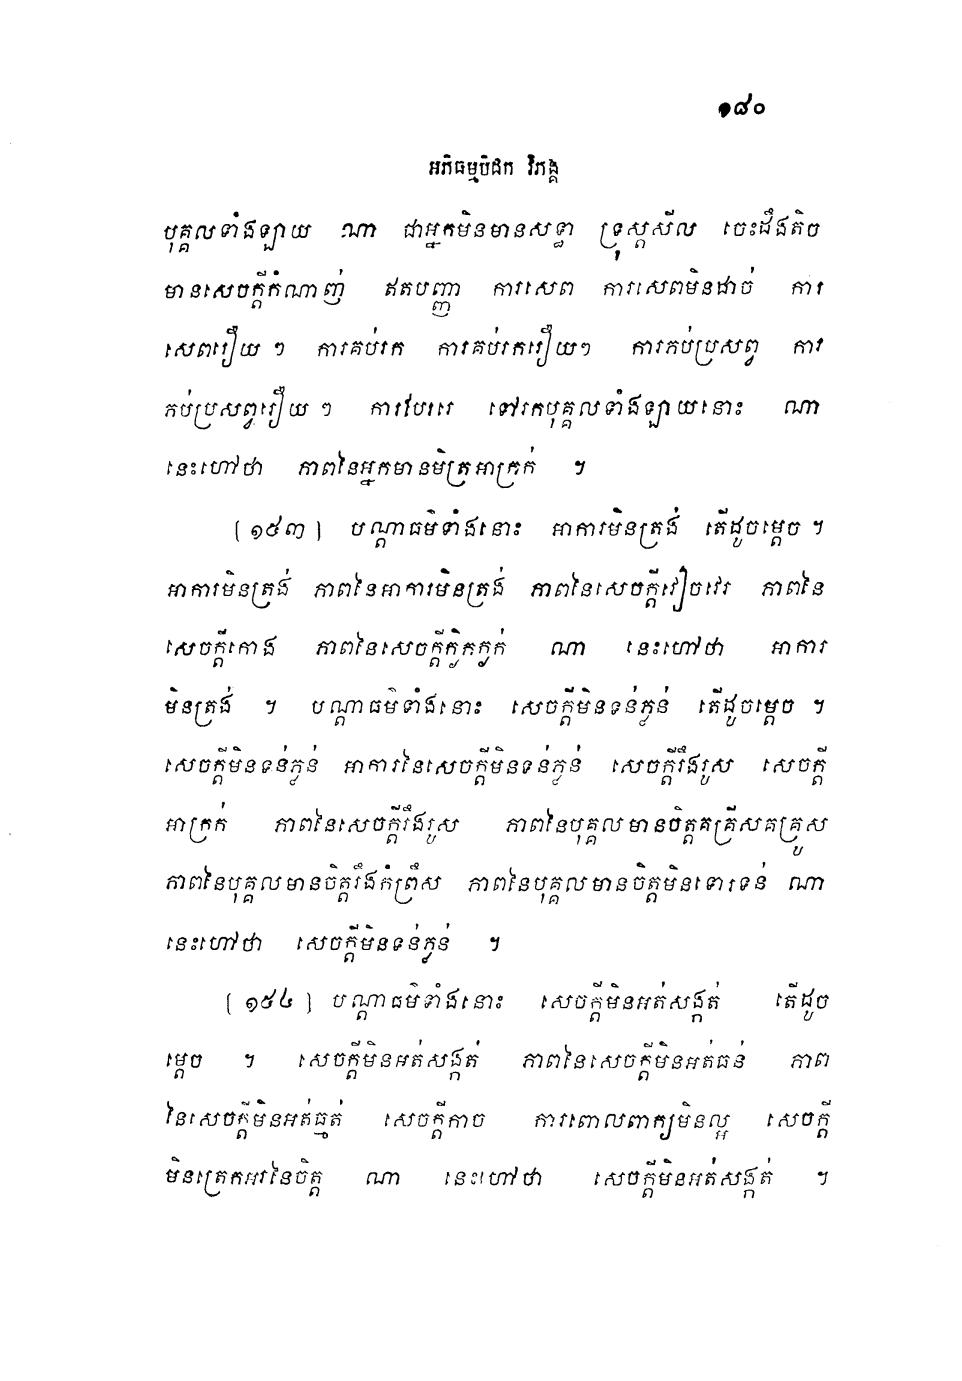 ១៨០
អភិធម្មបិដក វិភង្គ
បុគ្គលទាំងឡាយ ណា ជាអ្នកមិនមានសទ្ធា ទ្រុស្តសីល ចេះដឹងតិច
មានសេចក្តីកំណាញ់ ឥតបញ្ញា ការសេព ការសេពមិនដាច់ ការ
សេពរឿយ ៗ ការគប់រក ការគប់រករឿយៗ ការភប់ប្រសព្វ ការ
ភប់ប្រសព្វរឿយ ៗ ការបែរបរ ទៅរកបុគ្គលទាំងឡាយនោះ ណា
នេះហៅថា ភាពនៃអ្នកមានមិត្រអាក្រក់ ។
[ ១៥៣ ] បណ្តាធម៌ទាំងនោះ អាការមិនត្រង់ តើដូចម្តេច ។
អាការមិនត្រង់ ភាពនៃអាការមិនត្រង់ ភាពនៃសេចក្តីវៀចវេរ ភាពនៃ
សេចក្តីកោង ភាពនៃសេចក្តីក្ងិកក្ងក់ ណា នេះហៅថា អាការ
មិនត្រង់ ។ បណ្តាធម៌ទាំងនោះ សេចក្តីមិនទន់ភ្លន់ តើដូចម្តេច ។
សេចក្តីមិនទន់ភ្លន់ អាការនៃសេចក្តីមិនទន់ភ្លន់ សេចក្តីរឹងរូស សេចក្តី
អាក្រក់ ភាពនៃសេចក្តីរឹងរូស ភាពនៃបុគ្គលមានចិត្តគគ្រើសគគ្រូស
ភាពនៃបុគ្គលមានចិត្តរឹងកំព្រឹស ភាពនៃបុគ្គលមានចិត្តមិនទោរទន់ ណា
នេះហៅថា សេចក្តីមិនទន់ភ្លន់ ។
[ ១៥៤ ] បណ្តាធម៌ទាំងនោះ សេចក្តីមិនអត់សង្កត់ តើដូច
ម្តេច ។ សេចក្តីមិនអត់សង្កត់ ភាពនៃសេចក្តីមិនអត់ធន់ ភាព
នៃសេចក្តីមិនអត់ធ្មត់ សេចក្តីកាច ការពោលពាក្យមិនល្អ សេចក្តី
មិនត្រេកអរនៃចិត្ត ណា នេះហៅថា សេចក្តីមិនអត់សង្កត់ ។